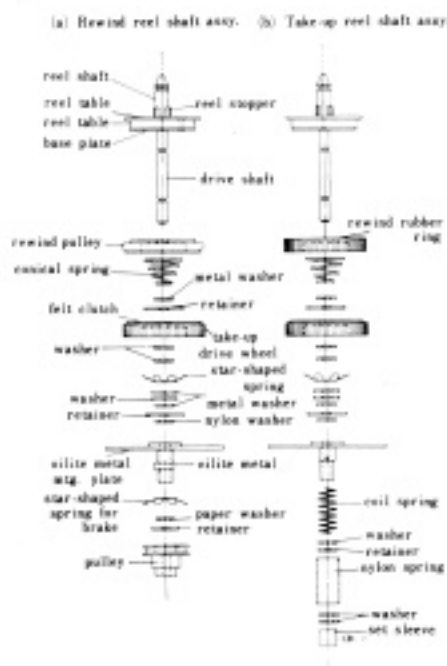 (a) Rewind reel shaft assy.
(b) Take-up reel shaft assy
reel shaft
reel table
reel stopper
reel table
base plate
drive shaft
rewind rubber
ring
rewind pulley
conical spring
metal washer
retainer
felt clutch
take-up
drive wheel
washer
star-shaped
spring
washer
metal washer
retainer
nylon washer
oilite metal
mtg. plate
oilite metal
star-shaped
spring for
brake
paper washer
retainer
pulley
coil spring
washer
retainer
nylon spring
washer
set sleeve